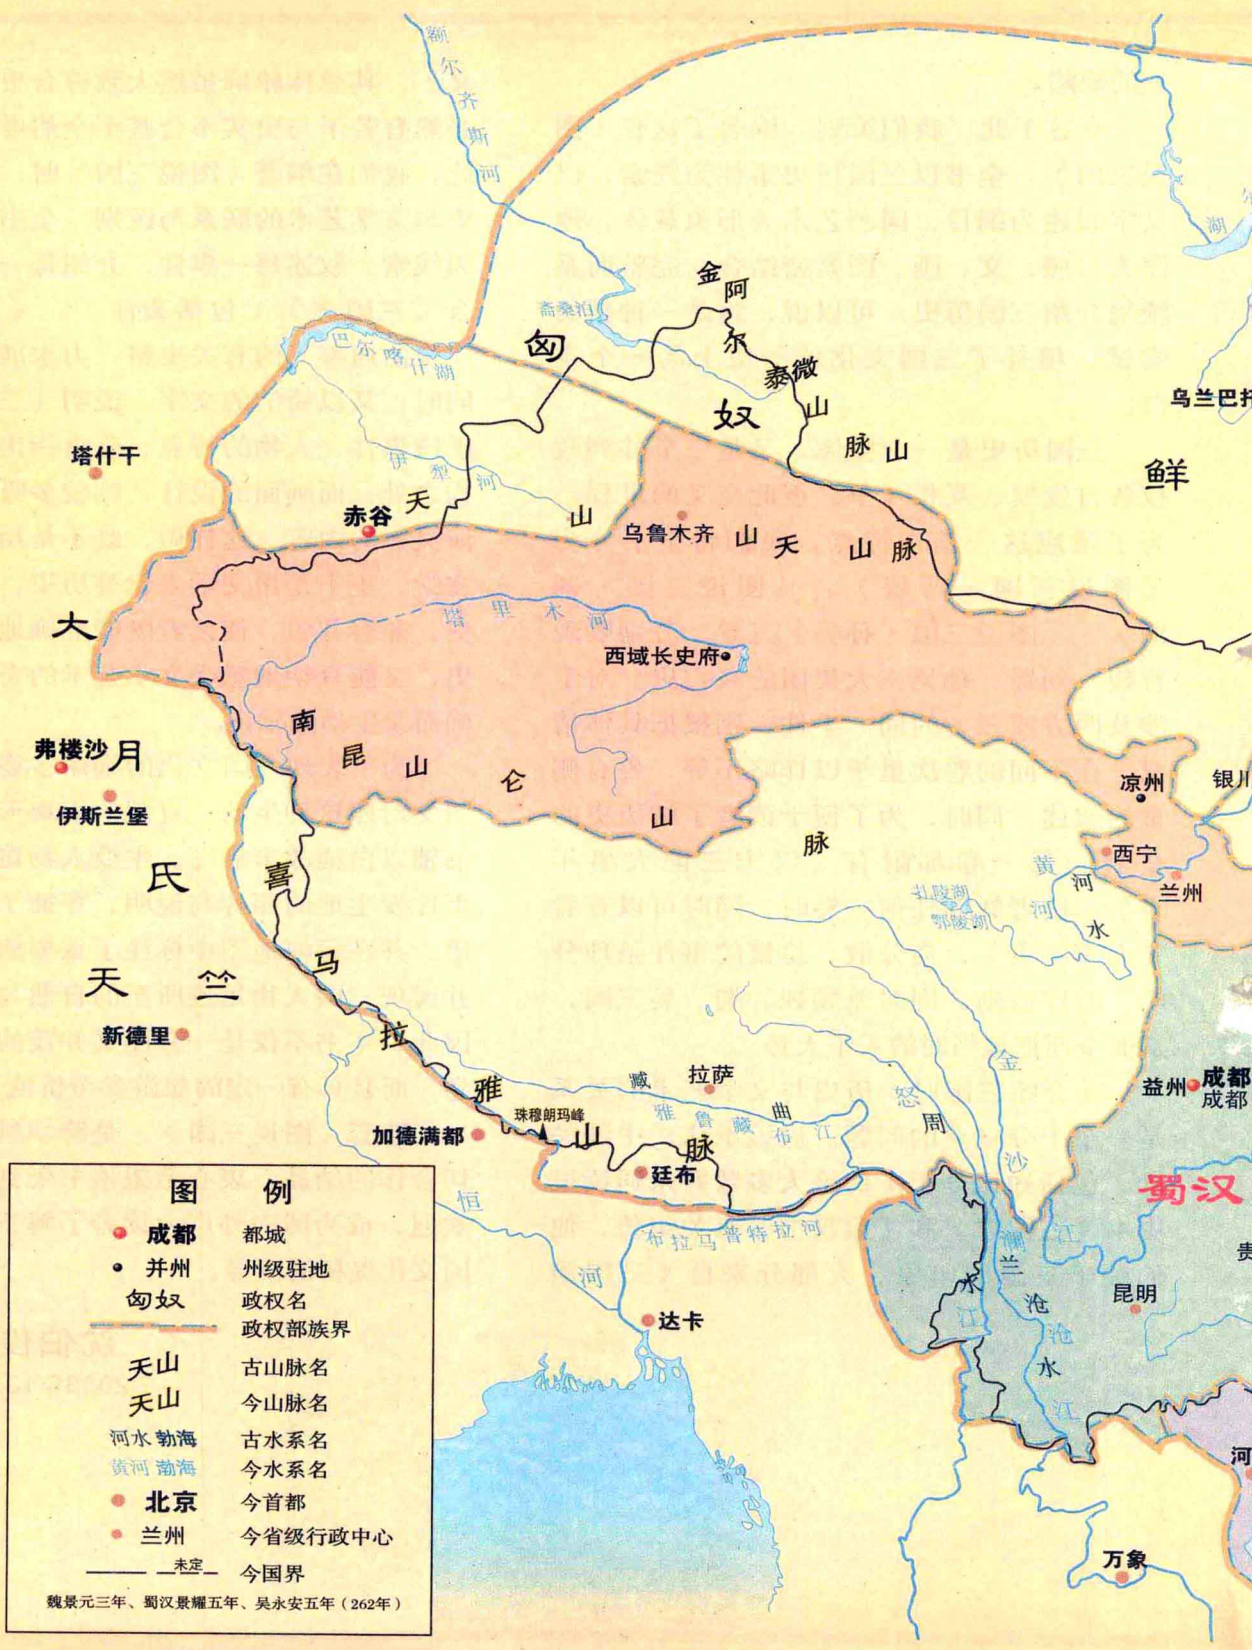 额尔齐斯河
湖
金
阿尔泰山脉
金微山
斋桑泊
匈奴
巴尔喀什湖
乌兰巴托
鲜
塔什干
伊犁河
赤谷
天山
乌鲁木齐
天山山脉
大月氏
塔里木河
西域长史府
南山
昆仑山脉
弗楼沙
伊斯兰堡
凉州
银川
西宁
兰州
黄河
河水
扎陵湖
鄂陵湖
喜马拉雅山脉
天竺
新德里
金沙江
益州
成都
成都
拉萨
臧曲
雅鲁藏布江
怒江
周水
加德满都
珠穆朗玛峰
廷布
蜀汉
恒河
布拉马普特拉河
澜沧江
兰沧水
贵
昆明
达卡
河
万象
图 例
成都 都城
并州 州级驻地
匈奴 政权名
政权部族界
天山 古山脉名
天山 今山脉名
河水 勃海 古水系名
黄河 渤海 今水系名
北京 今首都
兰州 今省级行政中心
未定 今国界
魏景元三年、蜀汉景耀五年、吴永安五年（262年）